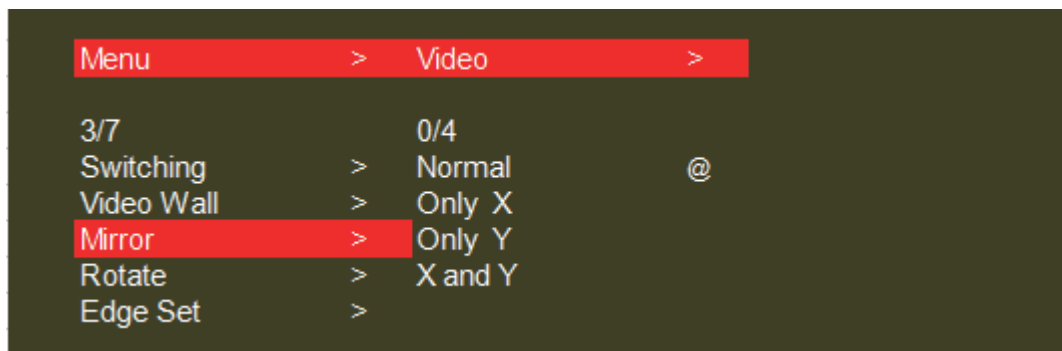 Menu > Video >
3/7 0/4
Switching > Normal @
Video Wall > Only X
Mirror > Only Y
Rotate > X and Y
Edge Set >